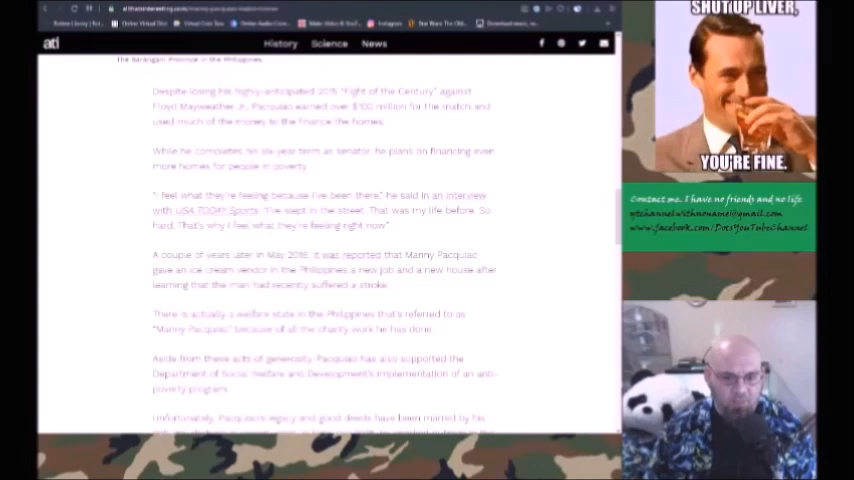 ati
History Science News
The Sarangani Province in the Philippines.
Despite losing his highly-anticipated 2015 "Fight of the Century" against
Floyd Mayweather Jr., Pacquiao earned over $100 million for the match and
used much of the money to the finance the homes.
While he completes his six-year term as senator, he plans on financing even
more homes for people in poverty.
"I feel what they're feeling because I've been there," he said in an interview
with USA TODAY Sports. "I've slept in the street. That was my life before. So
hard. That's why I feel what they're feeling right now."
A couple of years later in May 2018, it was reported that Manny Pacquiao
gave an ice cream vendor in the Philippines a new job and a new house after
learning that the man had recently suffered a stroke.
There is actually a welfare state in the Philippines that's referred to as
"Manny Pacquiao" because of all the charity work he has done.
Aside from these acts of generosity, Pacquiao has also supported the
Department of Social Welfare and Development's implementation of an anti-
poverty program.
Unfortunately, Pacquiao's legacy and good deeds have been marred by his
SHUT UP LIVER,
YOU'RE FINE.
Contact me. I have no friends and no life
ytchannelwithnoname@gmail.com
www.facebook.com/DocsYouTubeChannel